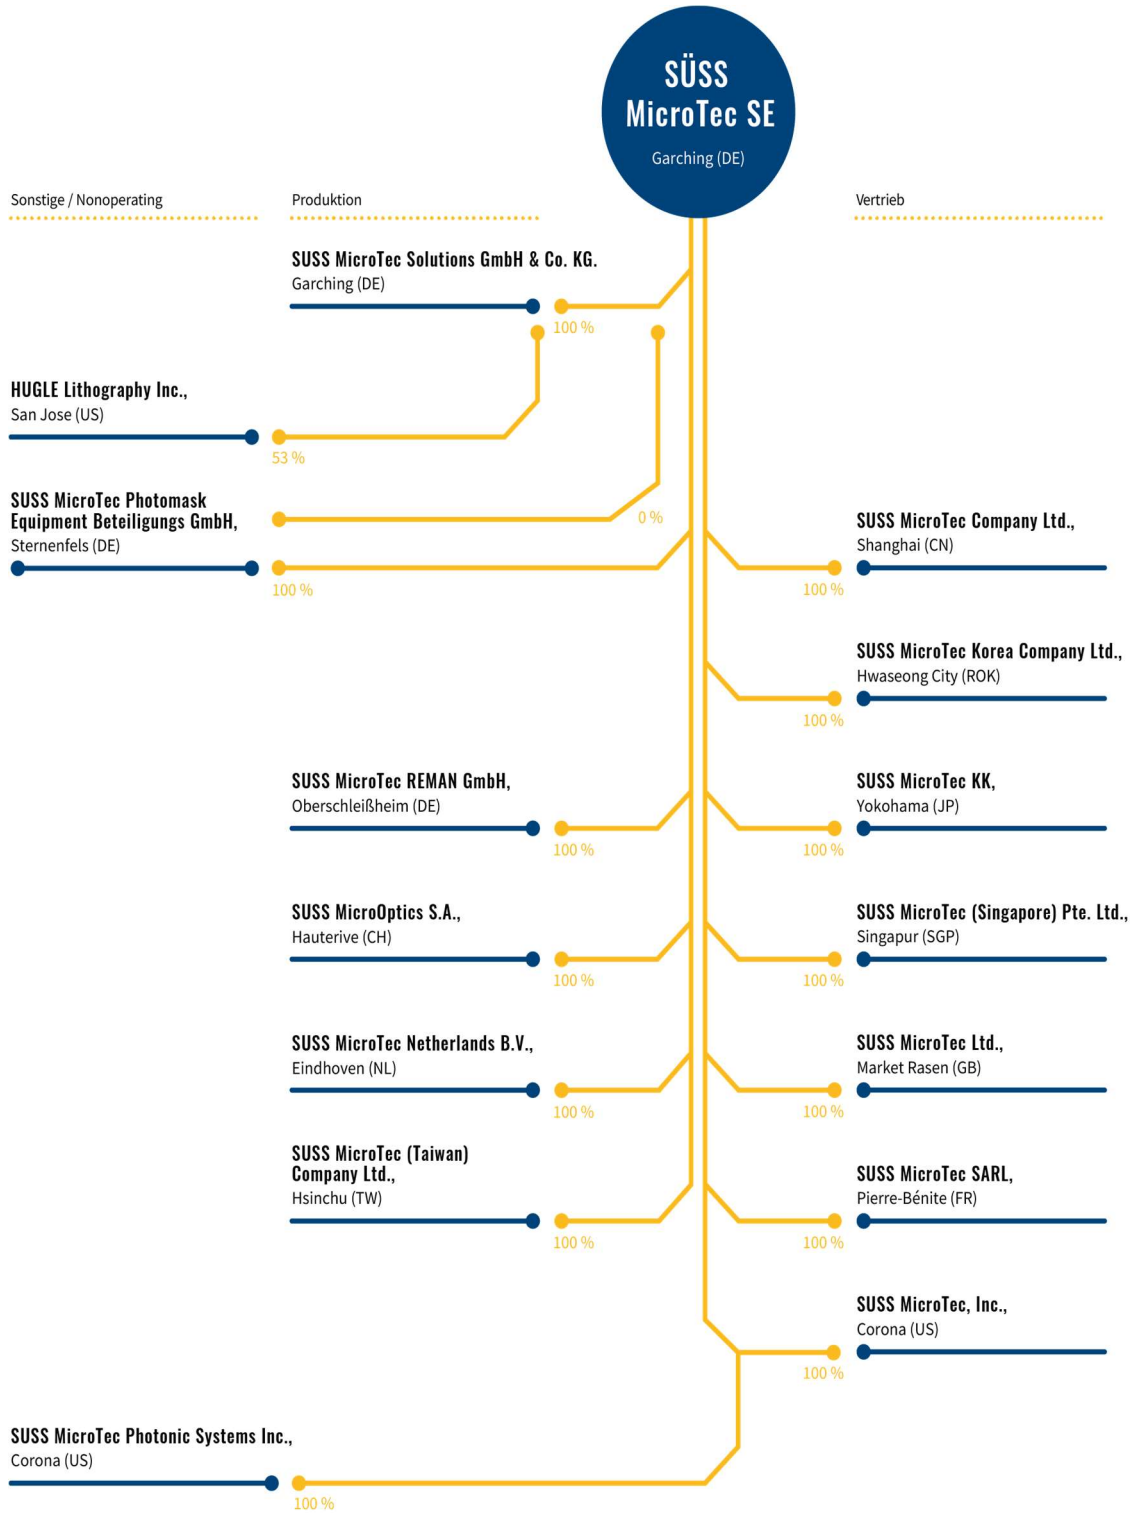 SÜSS
MicroTec SE
Garching (DE)
Sonstige / Nonoperating
Produktion
Vertrieb
SUSS MicroTec Solutions GmbH & Co. KG.
Garching (DE)
100 %
HUGLE Lithography Inc.,
San Jose (US)
53 %
SUSS MicroTec Photomask
Equipment Beteiligungs GmbH,
Sternenfels (DE)
0 %
100 %
SUSS MicroTec Company Ltd.,
Shanghai (CN)
100 %
SUSS MicroTec Korea Company Ltd.,
Hwaseong City (ROK)
100 %
SUSS MicroTec REMAN GmbH,
Oberschleißheim (DE)
100 %
SUSS MicroTec KK,
Yokohama (JP)
100 %
SUSS MicroOptics S.A.,
Hauterive (CH)
100 %
SUSS MicroTec (Singapore) Pte. Ltd.,
Singapur (SGP)
100 %
SUSS MicroTec Netherlands B.V.,
Eindhoven (NL)
100 %
SUSS MicroTec Ltd.,
Market Rasen (GB)
100 %
SUSS MicroTec (Taiwan)
Company Ltd.,
Hsinchu (TW)
100 %
SUSS MicroTec SARL,
Pierre-Bénite (FR)
100 %
SUSS MicroTec, Inc.,
Corona (US)
100 %
SUSS MicroTec Photonic Systems Inc.,
Corona (US)
100 %